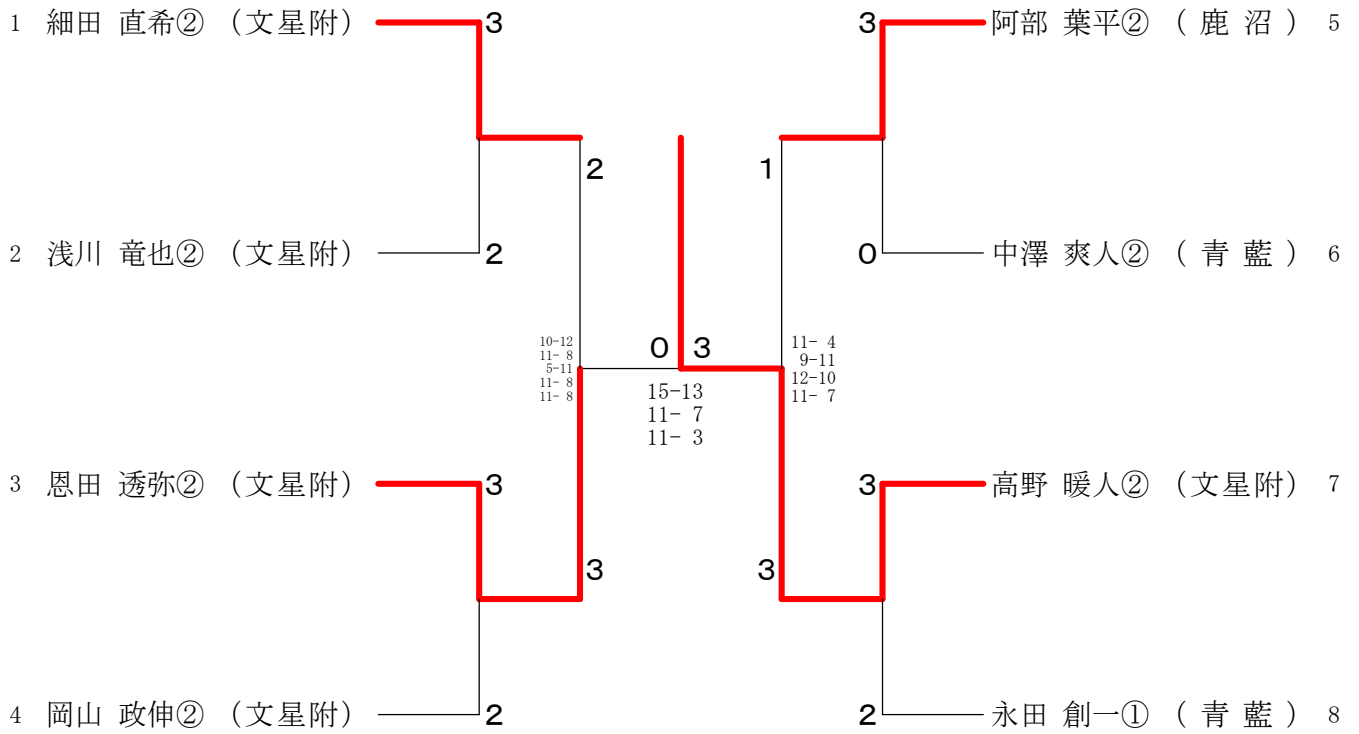 1 細田 直希② (文星附) 3
3 阿部 葉平② ( 鹿 沼 ) 5
2
1
2 浅川 竜也② (文星附) 2
0 中澤 爽人② ( 青 藍 ) 6
10-12
11- 8
5-11
11- 8
11- 8
0 3
15-13
11- 7
11- 3
11- 4
9-11
12-10
11- 7
3 恩田 透弥② (文星附) 3
3 高野 暖人② (文星附) 7
3
3
4 岡山 政伸② (文星附) 2
2 永田 創一① ( 青 藍 ) 8